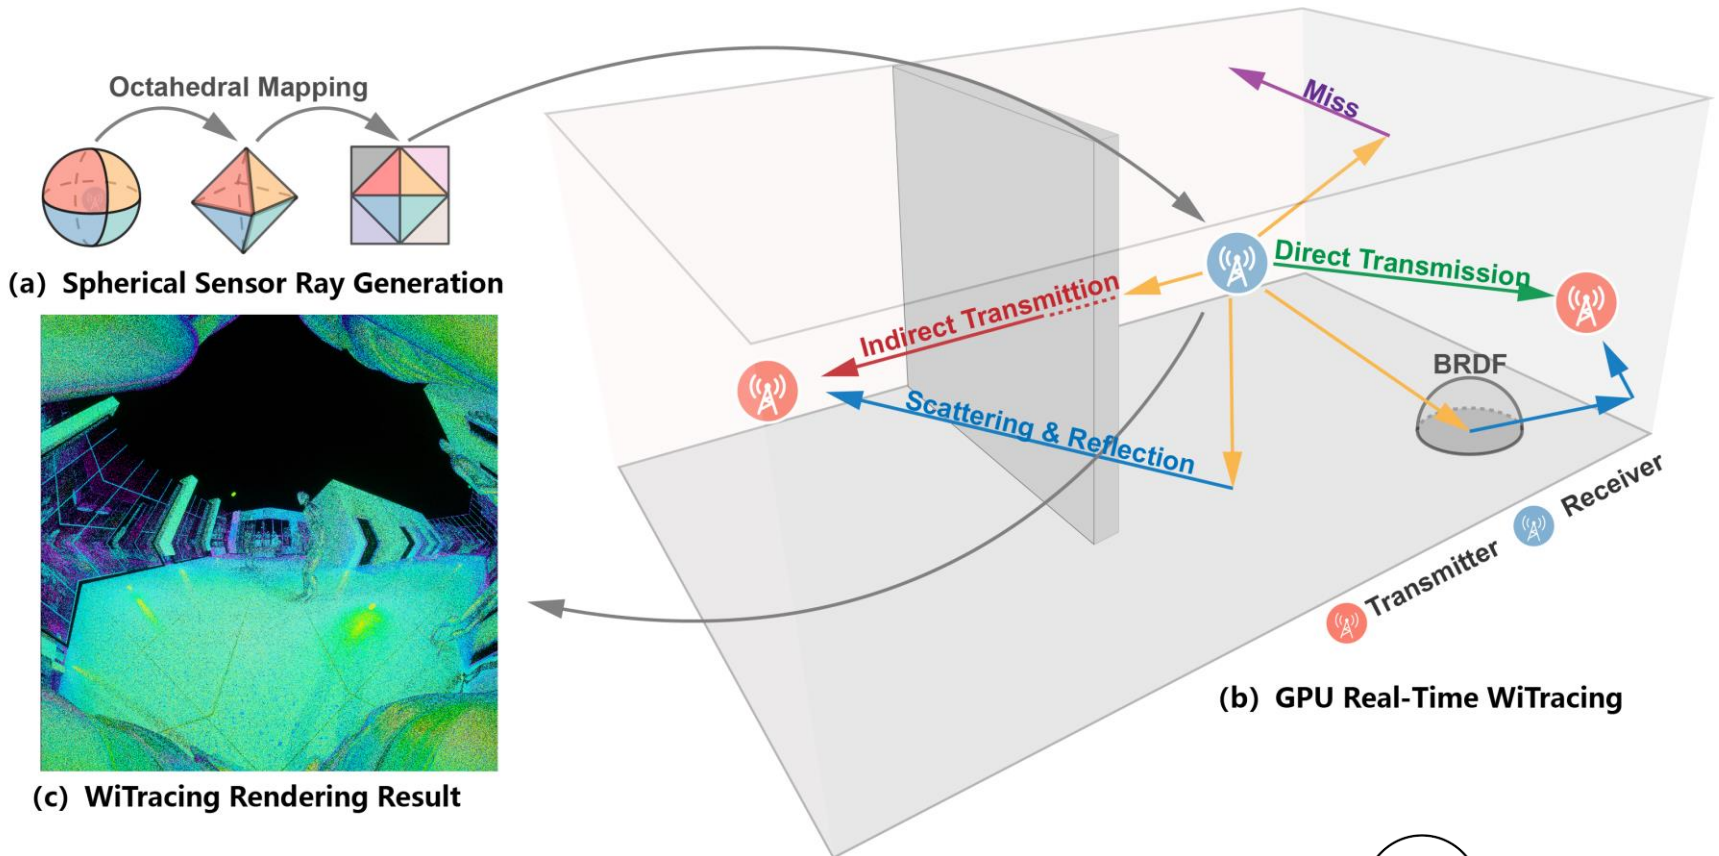 Octahedral Mapping
(a) Spherical Sensor Ray Generation
Miss
Direct Transmission
Indirect Transmittion
BRDF
Scattering & Reflection
Receiver
Transmitter
(b) GPU Real-Time WiTracing
(c) WiTracing Rendering Result